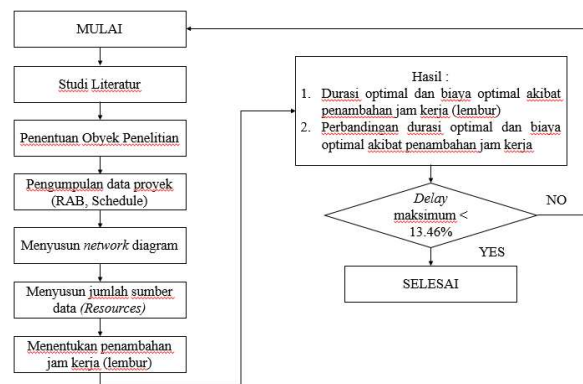 MULAI
Studi Literatur
Penentuan Obyek Penelitian
Pengumpulan data proyek
(RAB, Schedule)
Menyusun network diagram
Menyusun jumlah sumber
data (Resources)
Menentukan penambahan
jam kerja (lembur)
Hasil :
1. Durasi optimal dan biaya optimal akibat
penambahan jam kerja (lembur)
2. Perbandingan durasi optimal dan biaya
optimal akibat penambahan jam kerja
Delay
maksimum <
13.46%
NO
YES
SELESAI